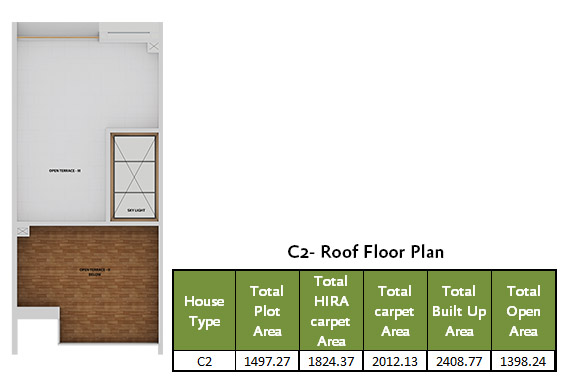 OPEN TERRACE - III
SKY LIGHT
OPEN TERRACE - II
BELOW
C2- Roof Floor Plan
House Type Total Plot Area Total HIRA carpet Area Total carpet Area Total Built Up Area Total Open Area
C2 1497.27 1824.37 2012.13 2408.77 1398.24